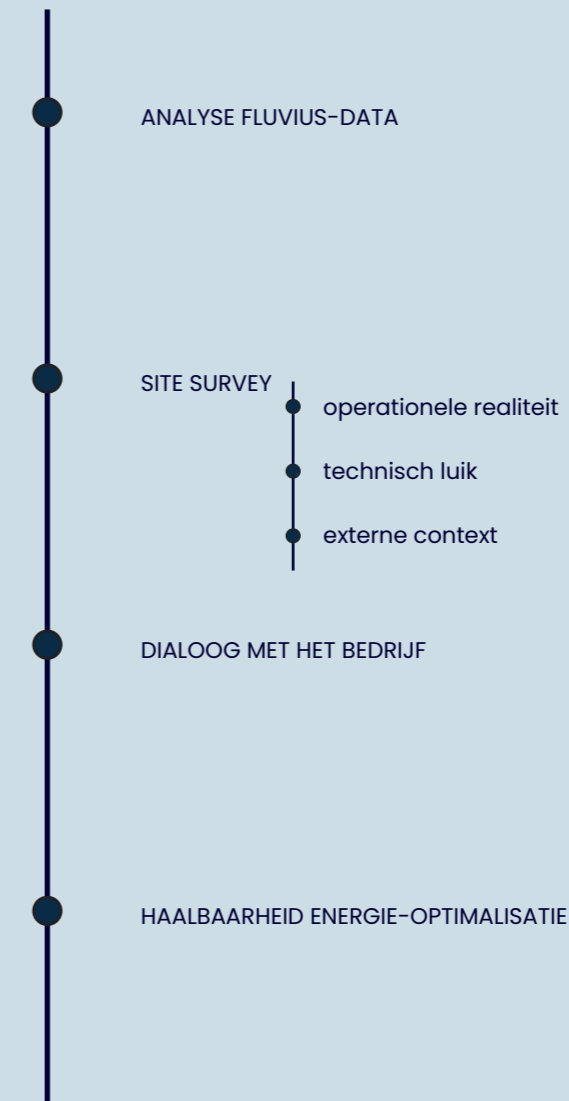 ANALYSE FLUVIUS-DATA
SITE SURVEY
operationele realiteit
technisch luik
externe context
DIALOOG MET HET BEDRIJF
HAALBAARHEID ENERGIE-OPTIMALISATIE